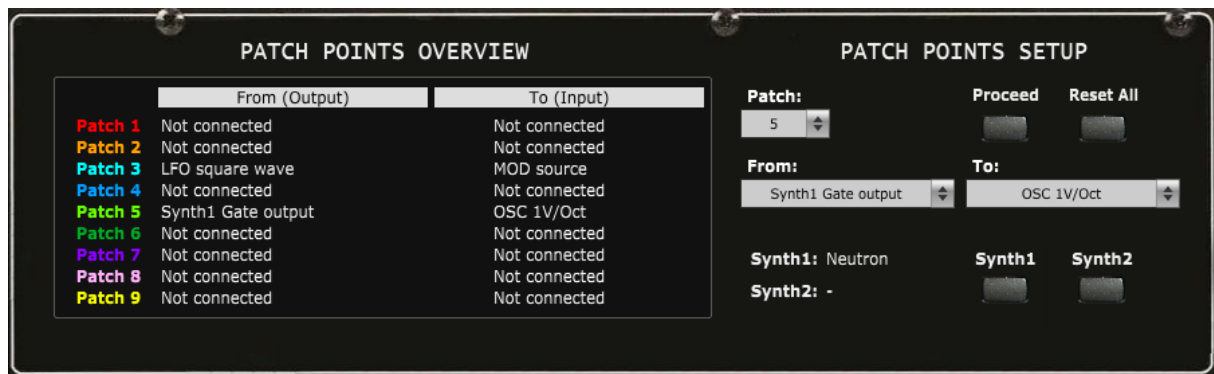 PATCH POINTS OVERVIEW
From (Output) To (Input)
Patch 1 Not connected Not connected
Patch 2 Not connected Not connected
Patch 3 LFO square wave MOD source
Patch 4 Not connected Not connected
Patch 5 Synth1 Gate output OSC 1V/Oct
Patch 6 Not connected Not connected
Patch 7 Not connected Not connected
Patch 8 Not connected Not connected
Patch 9 Not connected Not connected
PATCH POINTS SETUP
Patch: Proceed Reset All
5
From: To:
Synth1 Gate output OSC 1V/Oct
Synth1: Neutron Synth1 Synth2
Synth2: -